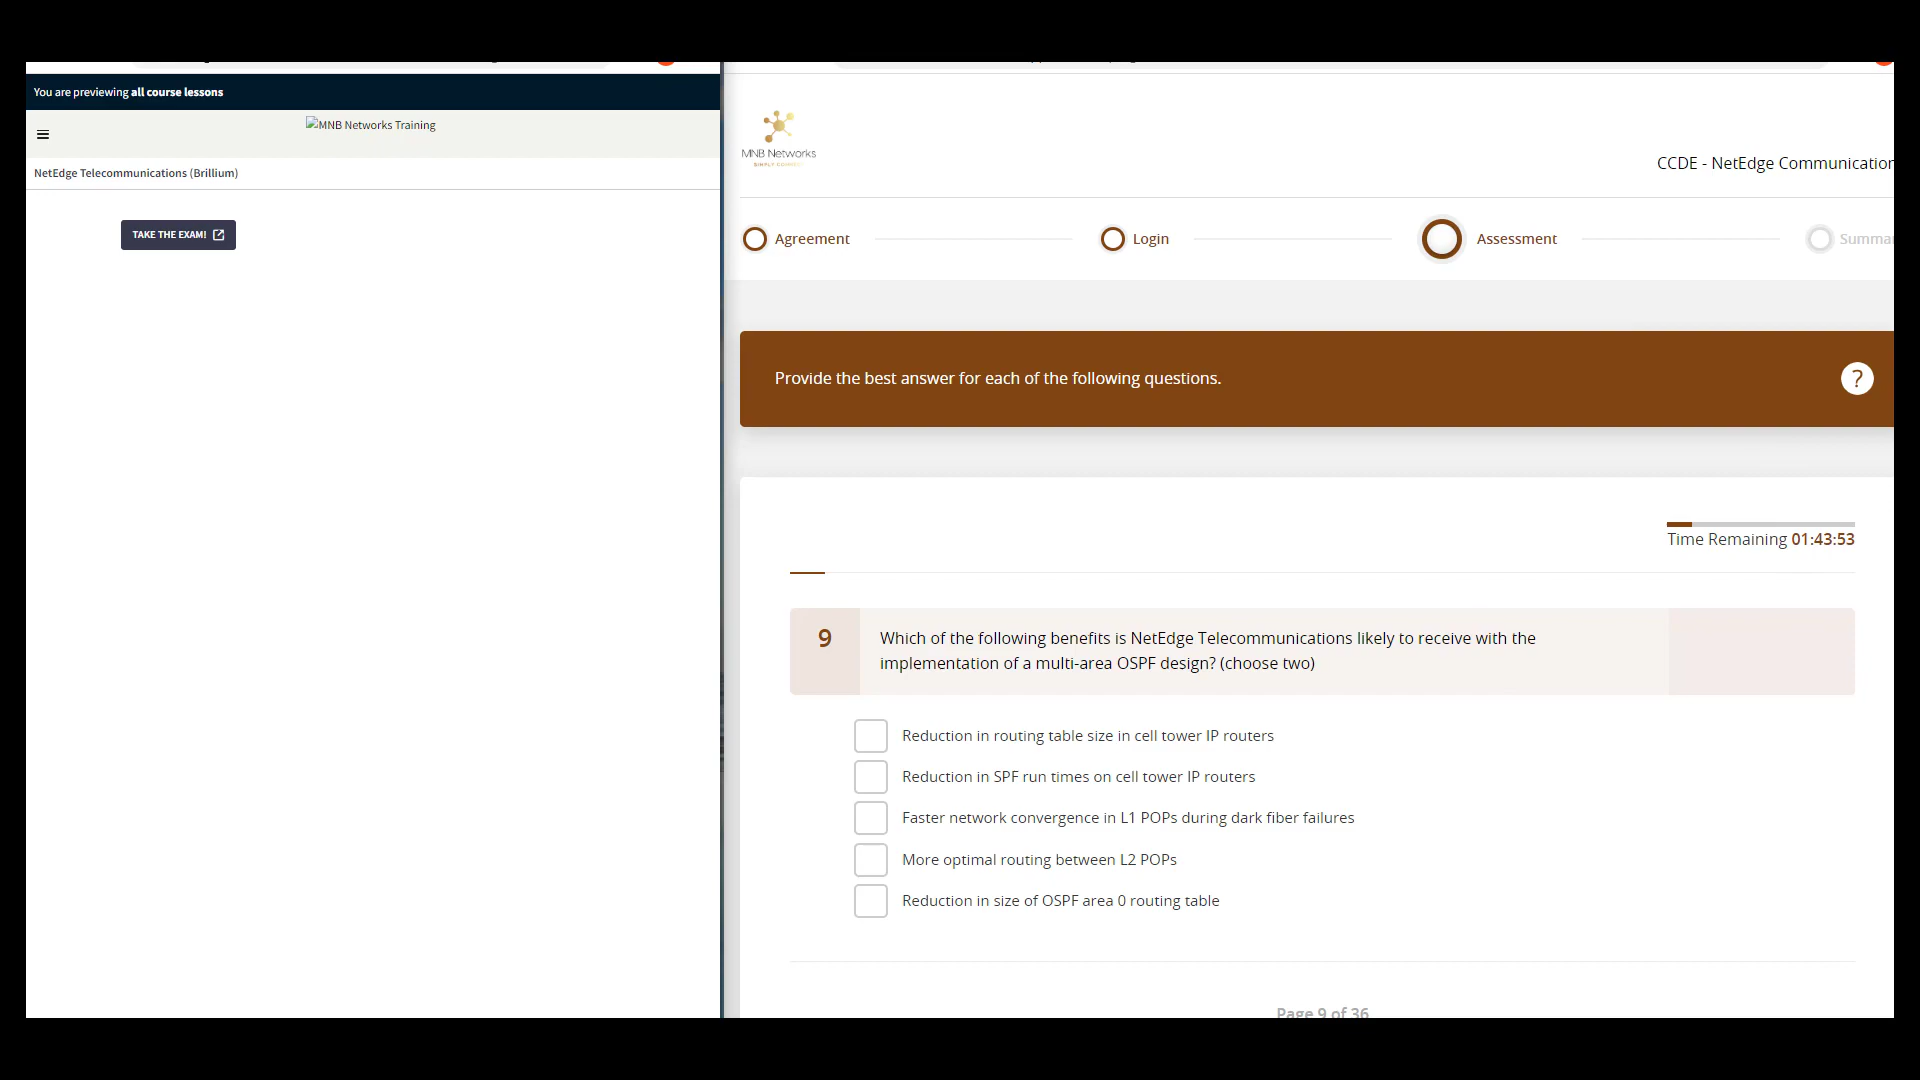 You are previewing all course lessons
MNB Networks Training
NetEdge Telecommunications (Brillium)
TAKE THE EXAM!
MNB Networks
SIMPLY CONNECT
CCDE - NetEdge Communication
Agreement
Login
Assessment
Summar
Provide the best answer for each of the following questions.
?
Time Remaining 01:43:53
9
Which of the following benefits is NetEdge Telecommunications likely to receive with the
implementation of a multi-area OSPF design? (choose two)
Reduction in routing table size in cell tower IP routers
Reduction in SPF run times on cell tower IP routers
Faster network convergence in L1 POPs during dark fiber failures
More optimal routing between L2 POPs
Reduction in size of OSPF area 0 routing table
Page 9 of 36